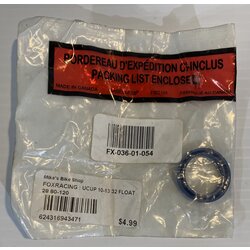 BORDEREAU D'EXPÉDITION CI-INCLUS
PACKING LIST ENCLOSED
MADE IN CANADA
FX-036-01-054
Mike's Bike Shop
FOXRACING : UCUP 10-13 32 FLOAT
28 80-120
624316943471
$4.99